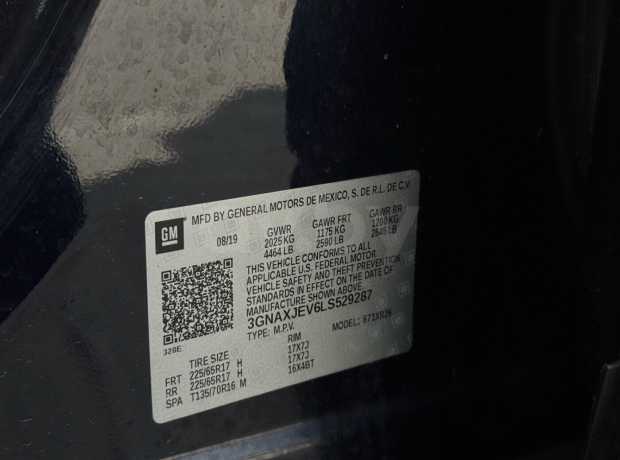 GM MFD BY GENERAL MOTORS DE MEXICO, S. DE R.L. DE C.V.
08/19 GVWR GAWR FRT GAWR RR
2025 KG 1175 KG 1200 KG
4464 LB 2590 LB 2645 LB
THIS VEHICLE CONFORMS TO ALL
APPLICABLE U.S. FEDERAL MOTOR
VEHICLE SAFETY AND THEFT PREVENTION
STANDARDS IN EFFECT ON THE DATE OF
MANUFACTURE SHOWN ABOVE.
3GNAXJEV6LS529287
TYPE: M.P.V. MODEL:
328E
TIRE SIZE RIM
FRT 225/65R17 H 17X7J
RR 225/65R17 H 17X7J
SPA T135/70R16 M 16X4BT